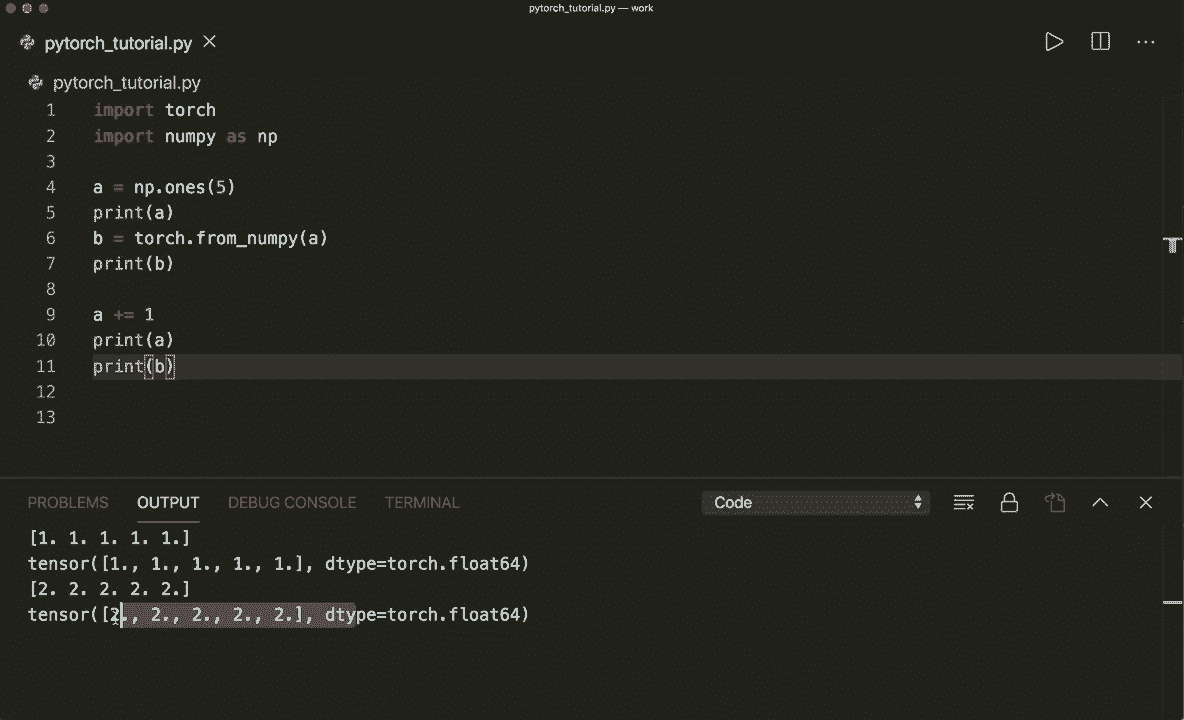 pytorch_tutorial.py — work
pytorch_tutorial.py
pytorch_tutorial.py
1 import torch
2 import numpy as np
3
4 a = np.ones(5)
5 print(a)
6 b = torch.from_numpy(a)
7 print(b)
8
9 a += 1
10 print(a)
11 print(b)
12
13
PROBLEMS OUTPUT DEBUG CONSOLE TERMINAL Code
[1. 1. 1. 1. 1.]
tensor([1., 1., 1., 1., 1.], dtype=torch.float64)
[2. 2. 2. 2. 2.]
tensor([2., 2., 2., 2., 2.], dtype=torch.float64)